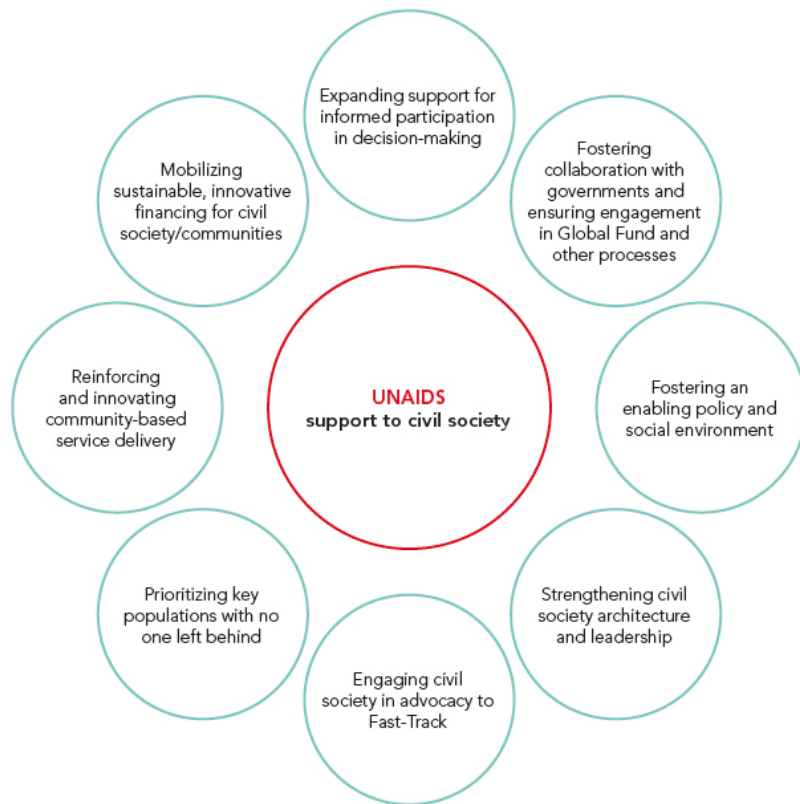 Expanding support for
informed participation
in decision-making
Fostering
collaboration with
governments and
ensuring engagement
in Global Fund and
other processes
Fostering an
enabling policy and
social environment
Strengthening civil
society architecture
and leadership
Engaging civil
society in advocacy to
Fast-Track
Prioritizing key
populations with no
one left behind
Reinforcing
and innovating
community-based
service delivery
Mobilizing
sustainable, innovative
financing for civil
society/communities
UNAIDS
support to civil society